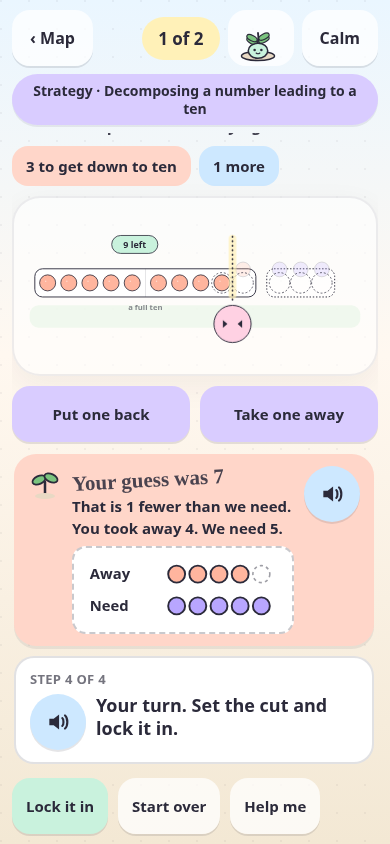 ‹ Map
1 of 2
Calm
Strategy · Decomposing a number leading to a
ten
3 to get down to ten
1 more
9 left
a full ten
Put one back
Take one away
Your guess was 7
That is 1 fewer than we need.
You took away 4. We need 5.
Away
Need
STEP 4 OF 4
Your turn. Set the cut and
lock it in.
Lock it in
Start over
Help me